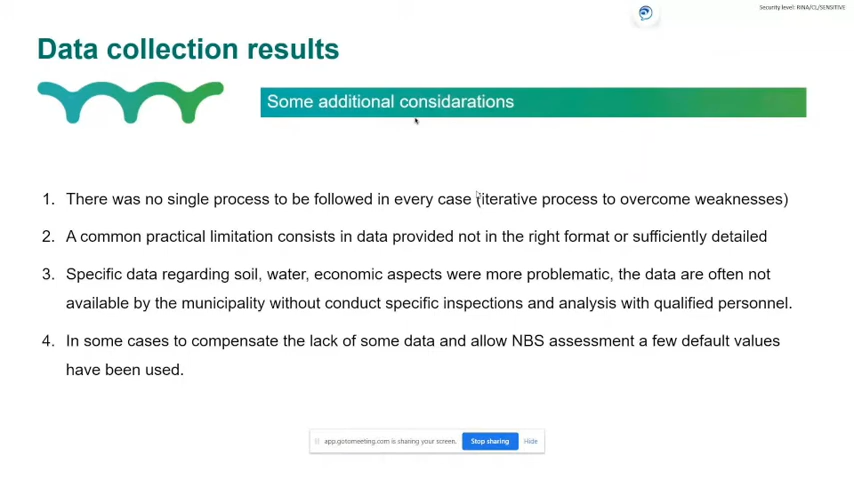 Security level: RINA/CL/SENSITIVE
Data collection results
Some additional considarations
1. There was no single process to be followed in every case (iterative process to overcome weaknesses)
2. A common practical limitation consists in data provided not in the right format or sufficiently detailed
3. Specific data regarding soil, water, economic aspects were more problematic, the data are often not
available by the municipality without conduct specific inspections and analysis with qualified personnel.
4. In some cases to compensate the lack of some data and allow NBS assessment a few default values
have been used.
app.gotomeeting.com is sharing your screen. Stop sharing Hide